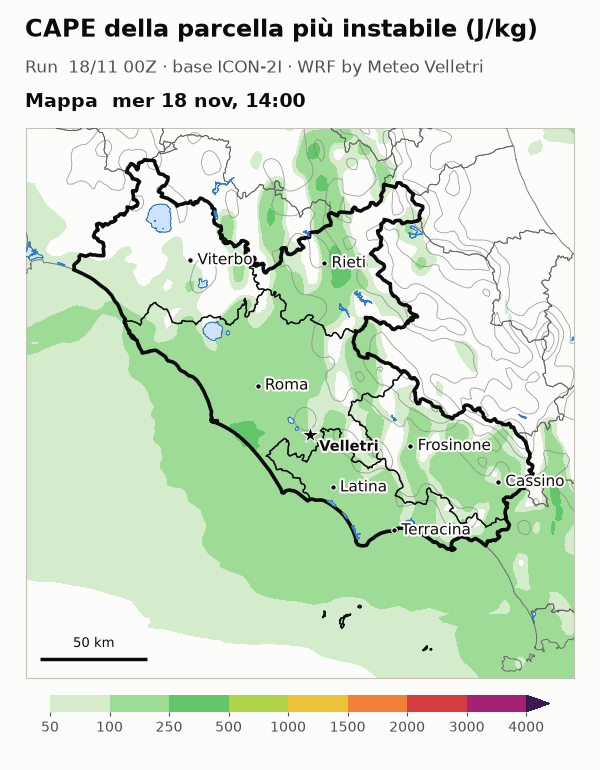 CAPE della parcella più instabile (J/kg)
Run  18/11 00Z · base ICON-2I · WRF by Meteo Velletri
Mappa  mer 18 nov, 14:00
Viterbo
Rieti
Roma
Velletri
Frosinone
Latina
Cassino
Terracina
50 km
50 100 250 500 1000 1500 2000 3000 4000